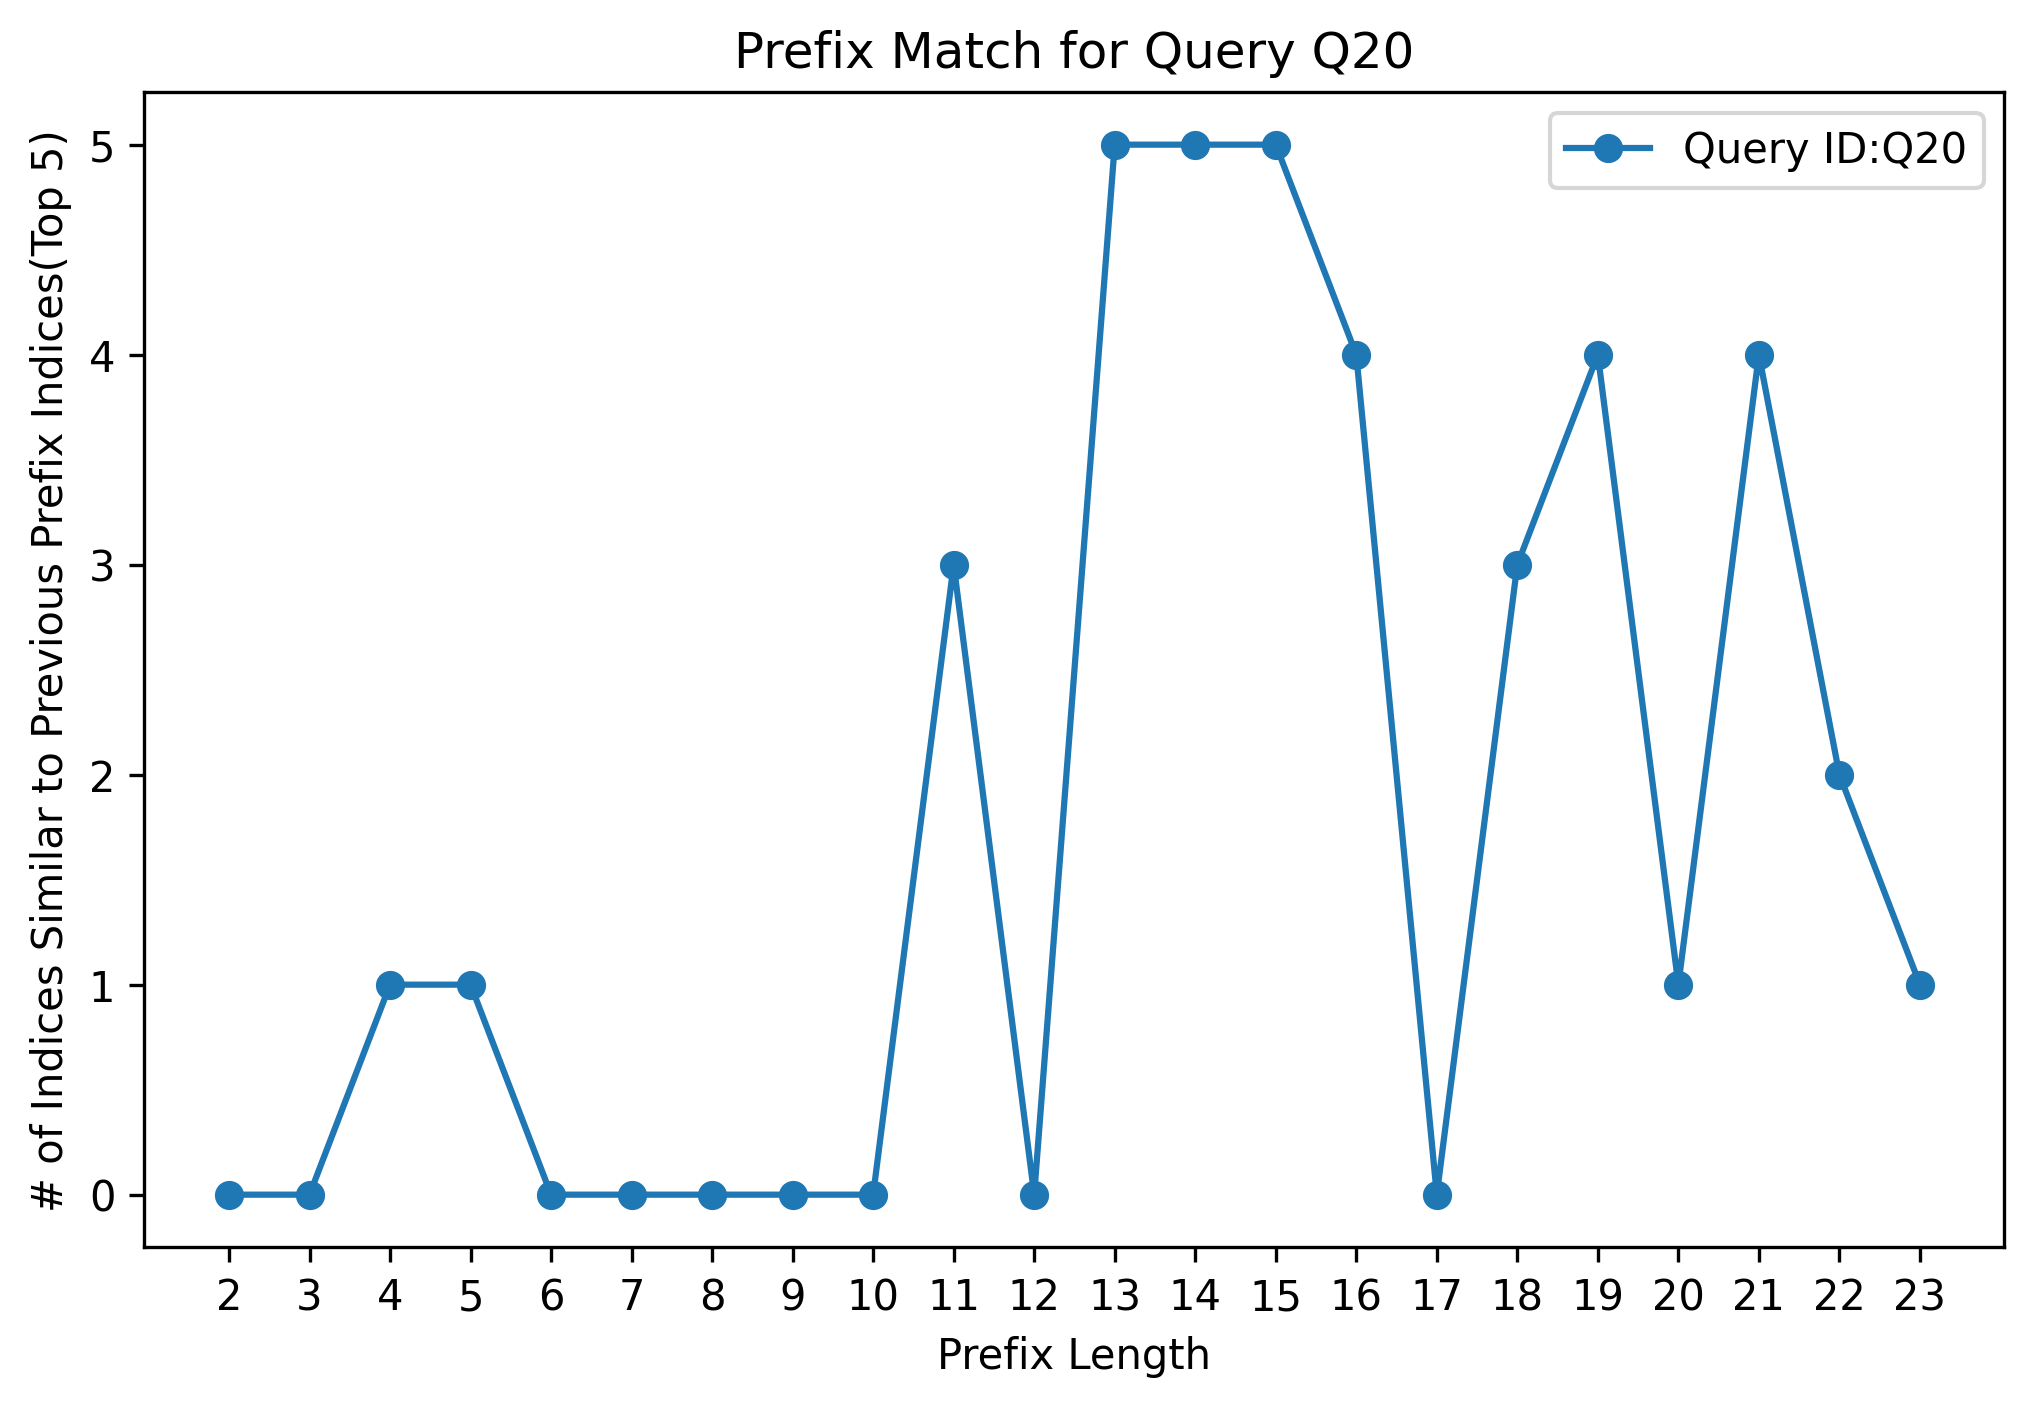 Prefix Match for Query Q20
Query ID:Q20
# of Indices Similar to Previous Prefix Indices(Top 5)
5
4
3
2
1
0
2 3 4 5 6 7 8 9 10 11 12 13 14 15 16 17 18 19 20 21 22 23
Prefix Length